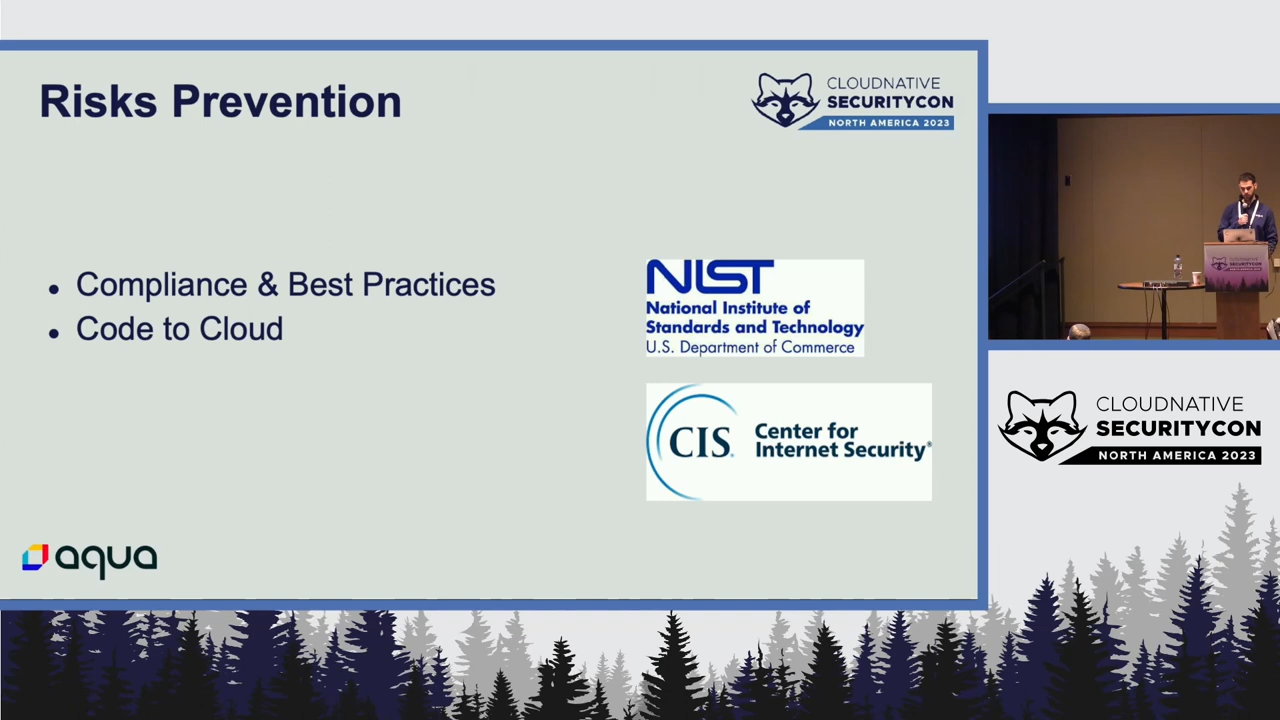 Risks Prevention
CLOUDNATIVE
SECURITYCON
NORTH AMERICA 2023
• Compliance & Best Practices
• Code to Cloud
NIST
National Institute of
Standards and Technology
U.S. Department of Commerce
CIS.
Center for
Internet Security®
aqua
CLOUDNATIVE
SECURITYCON
NORTH AMERICA 2023